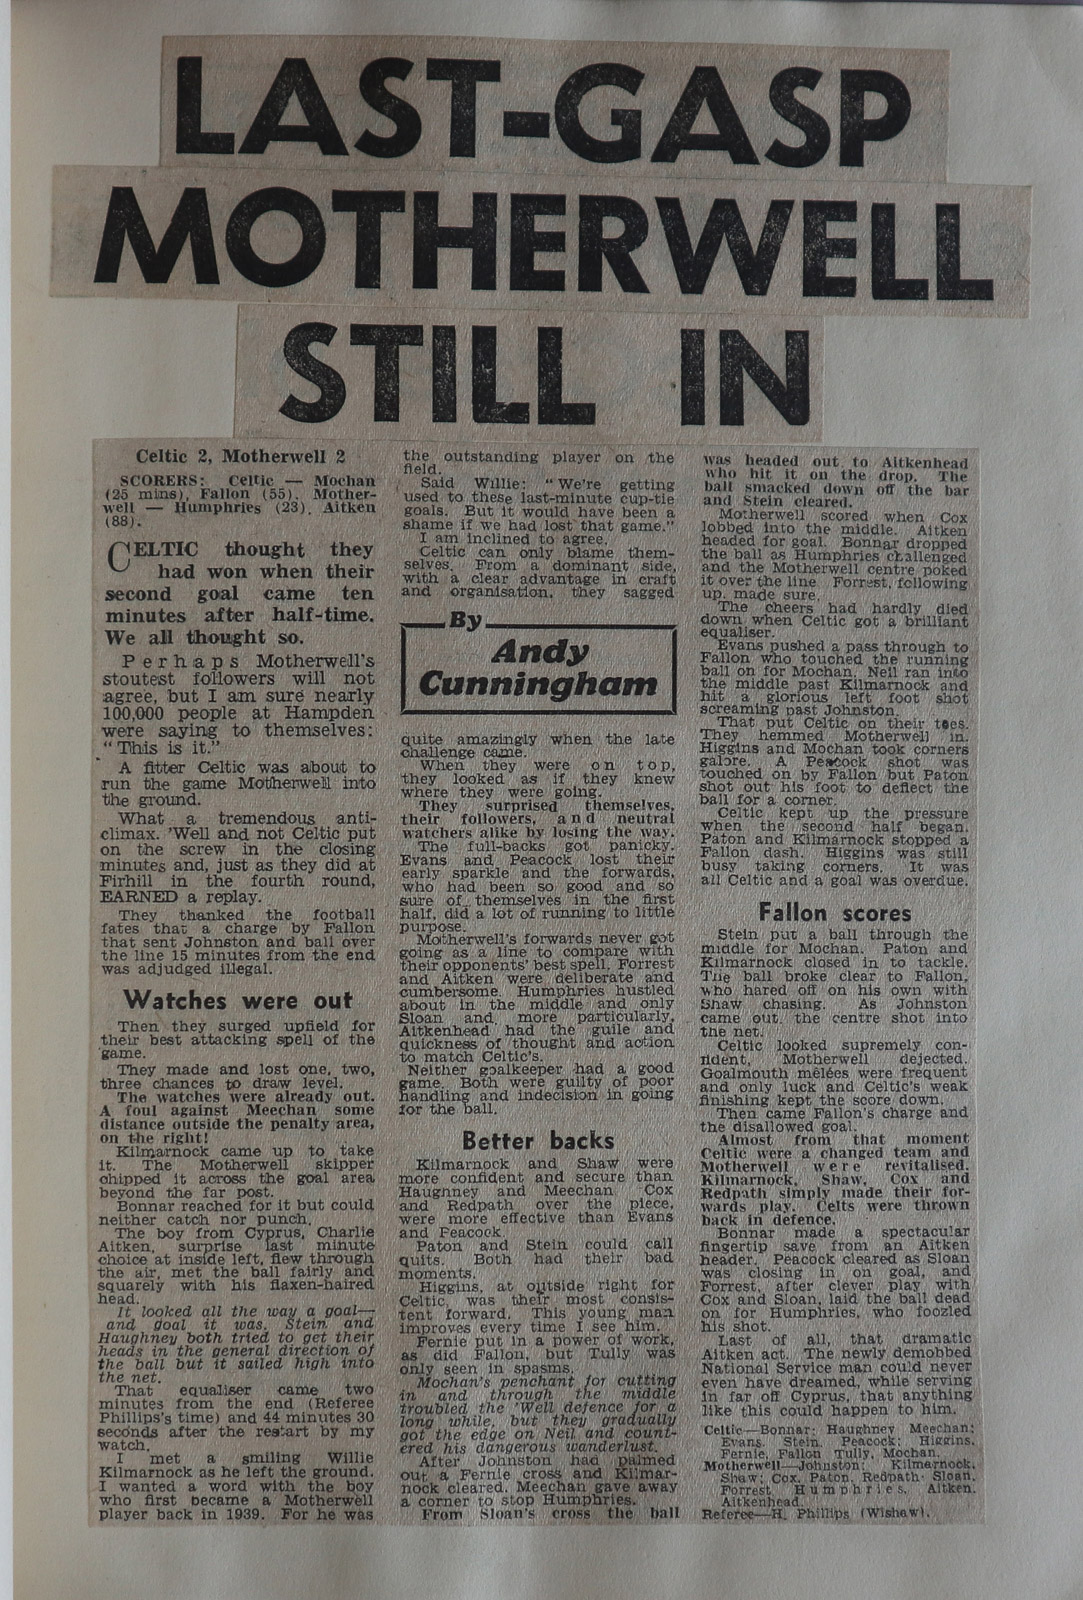 LAST-GASP
MOTHERWELL
STILL IN
Celtic 2, Motherwell 2
SCORERS: Celtic — Mochan
(25 mins), Fallon (55). Mother-
well — Humphries (23), Aitken
(88).
CELTIC thought they
had won when their
second goal came ten
minutes after half-time.
We all thought so.
Perhaps Motherwell's
stoutest followers will not
agree, but I am sure nearly
100,000 people at Hampden
were saying to themselves:
"This is it."
A fitter Celtic was about to
run the game Motherwell into
the ground.
What a tremendous anti-
climax. 'Well and not Celtic put
on the screw in the closing
minutes and, just as they did at
Firhill in the fourth round,
EARNED a replay.
They thanked the football
fates that a charge by Fallon
that sent Johnston and ball over
the line 15 minutes from the end
was adjudged illegal.
Watches were out
Then they surged upfield for
their best attacking spell of the
game.
They made and lost one, two,
three chances to draw level.
The watches were already out.
A foul against Meechan some
distance outside the penalty area,
on the right!
Kilmarnock came up to take
it. The Motherwell skipper
chipped it across the goal area
beyond the far post.
Bonnar reached for it but could
neither catch nor punch.
The boy from Cyprus, Charlie
Aitken, surprise last minute
choice at inside left, flew through
the air, met the ball fairly and
squarely with his flaxen-haired
head.
It looked all the way a goal—
and goal it was. Stein and
Haughney both tried to get their
heads in the general direction of
the ball but it sailed high into
the net.
That equaliser came two
minutes from the end (Referee
Phillips's time) and 44 minutes 30
seconds after the restart by my
watch.
I met a smiling Willie
Kilmarnock as he left the ground.
I wanted a word with the boy
who first became a Motherwell
player back in 1939. For he was
the outstanding player on the
field.
Said Willie: "We're getting
used to these last-minute cup-tie
goals. But it would have been a
shame if we had lost that game."
I am inclined to agree.
Celtic can only blame them-
selves. From a dominant side,
with a clear advantage in craft
and organisation, they sagged
By
Andy
Cunningham
quite amazingly when the late
challenge came.
When they were on top,
they looked as if they knew
where they were going.
They surprised themselves,
their followers, and neutral
watchers alike by losing the way.
The full-backs got panicky.
Evans and Peacock lost their
early sparkle and the forwards,
who had been so good and so
sure of themselves in the first
half, did a lot of running to little
purpose.
Motherwell's forwards never got
going as a line to compare with
their opponents' best spell. Forrest
and Aitken were deliberate and
cumbersome. Humphries hustled
about in the middle and only
Sloan and, more particularly,
Aitkenhead had the guile and
quickness of thought and action
to match Celtic's.
Neither goalkeeper had a good
game. Both were guilty of poor
handling and indecision in going
for the ball.
Better backs
Kilmarnock and Shaw were
more confident and secure than
Haughney and Meechan. Cox
and Redpath over the piece,
were more effective than Evans
and Peacock.
Paton and Stein could call
quits. Both had their bad
moments.
Higgins, at outside right for
Celtic, was their most consis-
tent forward. This young man
improves every time I see him.
Fernie put in a power of work,
as did Fallon, but Tully was
only seen in spasms.
Mochan's penchant for cutting
in and through the middle
troubled the 'Well defence for a
long while, but they gradually
got the edge on Neil and count-
ered his dangerous wanderlust.
After Johnston had palmed
out a Fernie cross and Kilmar-
nock cleared, Meechan gave away
a corner to stop Humphries.
From Sloan's cross the ball
was headed out to Aitkenhead
who hit it on the drop. The
ball smacked down off the bar
and Stein cleared.
Motherwell scored when Cox
lobbed into the middle. Aitken
headed for goal. Bonnar dropped
the ball as Humphries challenged
and the Motherwell centre poked
it over the line. Forrest, following
up, made sure.
The cheers had hardly died
down when Celtic got a brilliant
equaliser.
Evans pushed a pass through to
Fallon who touched the running
ball on for Mochan. Neil ran into
the middle past Kilmarnock and
hit a glorious left foot shot
screaming past Johnston.
That put Celtic on their toes.
They hemmed Motherwell in.
Higgins and Mochan took corners
galore. A Peacock shot was
touched on by Fallon but Paton
shot out his foot to deflect the
ball for a corner.
Celtic kept up the pressure
when the second half began.
Paton and Kilmarnock stopped a
Fallon dash. Higgins was still
busy taking corners. It was
all Celtic and a goal was overdue.
Fallon scores
Stein put a ball through the
middle for Mochan. Paton and
Kilmarnock closed in to tackle.
The ball broke clear to Fallon,
who hared off on his own with
Shaw chasing. As Johnston
came out, the centre shot into
the net.
Celtic looked supremely con-
fident, Motherwell dejected.
Goalmouth mêlées were frequent
and only luck and Celtic's weak
finishing kept the score down.
Then came Fallon's charge and
the disallowed goal.
Almost from that moment
Celtic were a changed team and
Motherwell were revitalised.
Kilmarnock, Shaw, Cox and
Redpath simply made their for-
wards play. Celts were thrown
back in defence.
Bonnar made a spectacular
fingertip save from an Aitken
header. Peacock cleared as Sloan
was closing in on goal, and
Forrest, after clever play with
Cox and Sloan, laid the ball dead
on for Humphries, who foozled
his shot.
Last of all, that dramatic
Aitken act. The newly demobbed
National Service man could never
even have dreamed, while serving
in far off Cyprus, that anything
like this could happen to him.
Celtic—Bonnar; Haughney, Meechan;
Evans, Stein, Peacock; Higgins,
Fernie, Fallon, Tully, Mochan.
Motherwell—Johnston; Kilmarnock,
Shaw; Cox, Paton, Redpath; Sloan,
Forrest, Humphries, Aitken,
Aitkenhead.
Referee—H. Phillips (Wishaw).